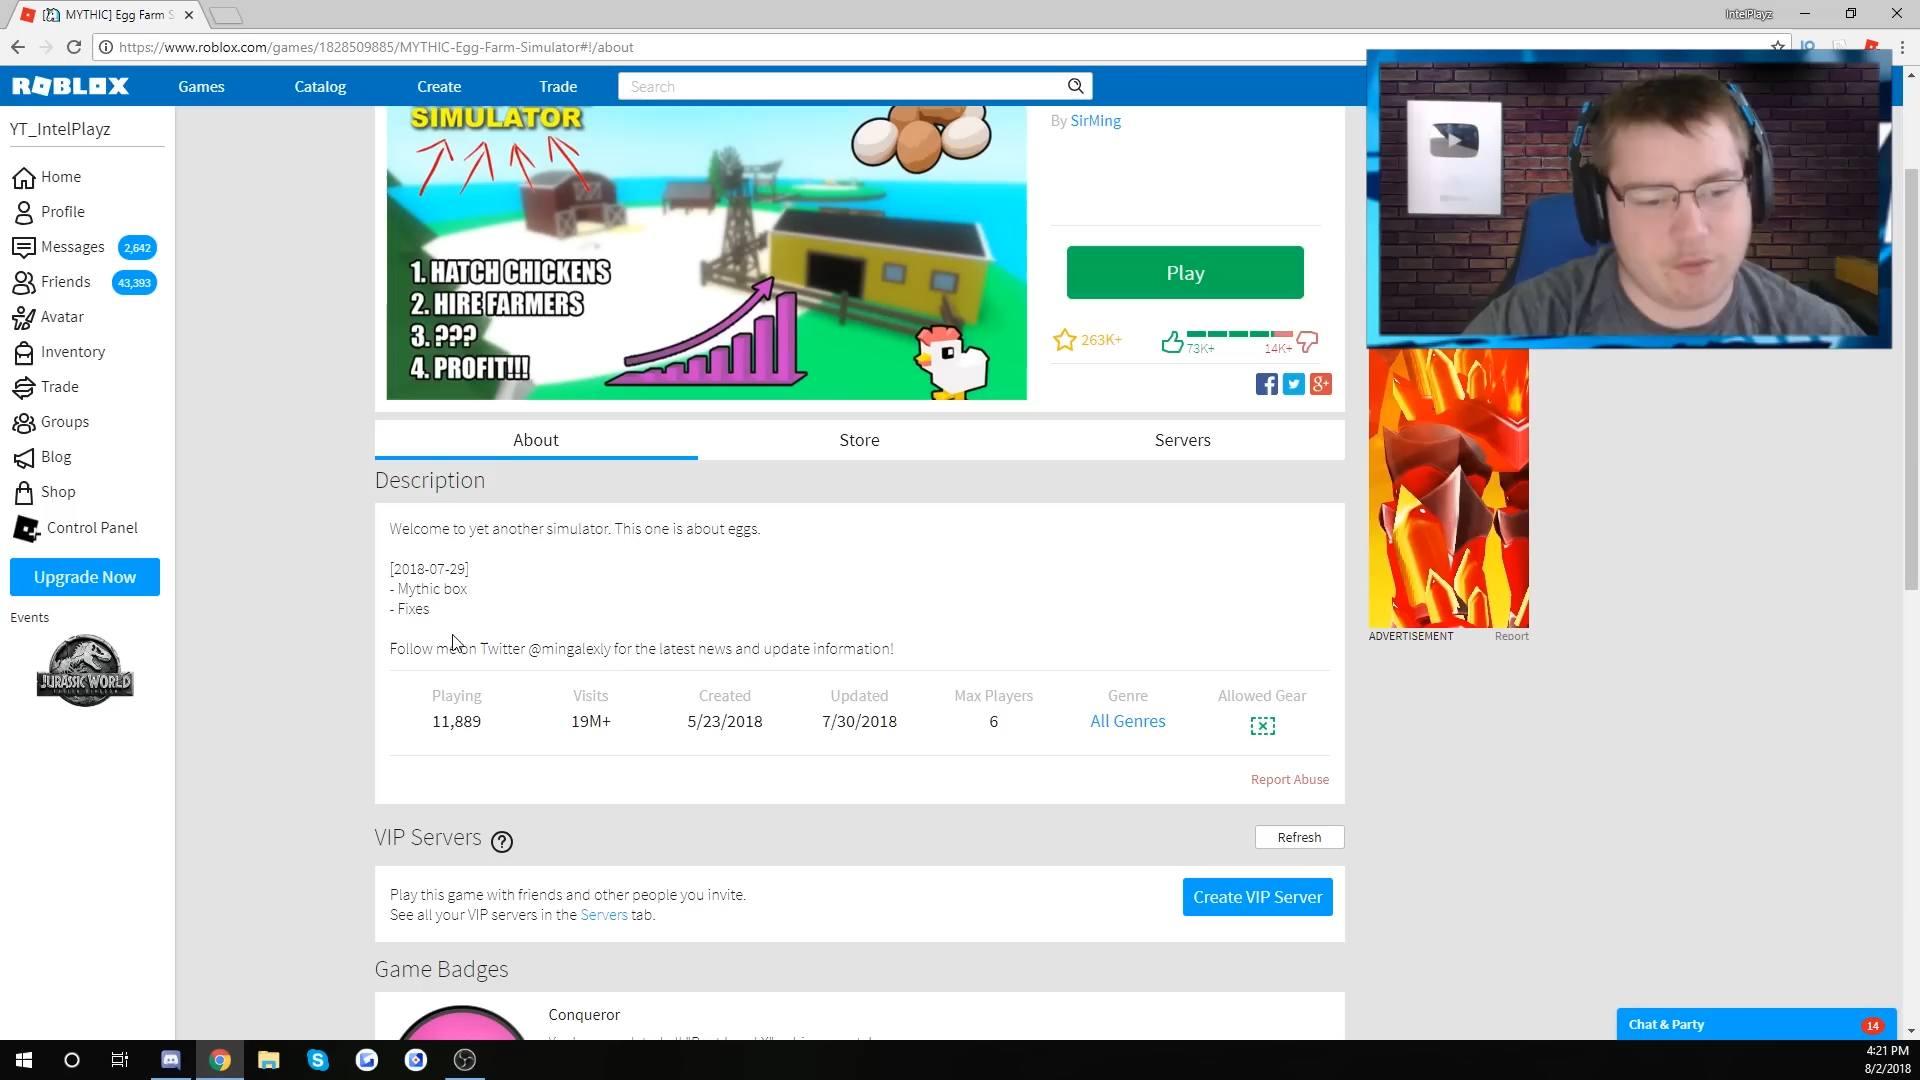 [MYTHIC] Egg Farm S
IntelPlayz
https://www.roblox.com/games/1828509885/MYTHIC-Egg-Farm-Simulator#!/about
ROBLOX
Games
Catalog
Create
Trade
Search
YT_IntelPlayz
Home
Profile
Messages 2,642
Friends 43,393
Avatar
Inventory
Trade
Groups
Blog
Shop
Control Panel
Upgrade Now
Events
JURASSIC WORLD
SIMULATOR
1. HATCH CHICKENS
2. HIRE FARMERS
3. ???
4. PROFIT!!!
By SirMing
Play
263K+
73K+
14K+
About
Store
Servers
Description
Welcome to yet another simulator. This one is about eggs.
[2018-07-29]
- Mythic box
- Fixes
Follow me on Twitter @mingalexly for the latest news and update information!
Playing Visits Created Updated Max Players Genre Allowed Gear
11,889 19M+ 5/23/2018 7/30/2018 6 All Genres
Report Abuse
VIP Servers ?
Refresh
Play this game with friends and other people you invite.
See all your VIP servers in the Servers tab.
Create VIP Server
Game Badges
Conqueror
ADVERTISEMENT
Report
Chat & Party 14
4:21 PM
8/2/2018